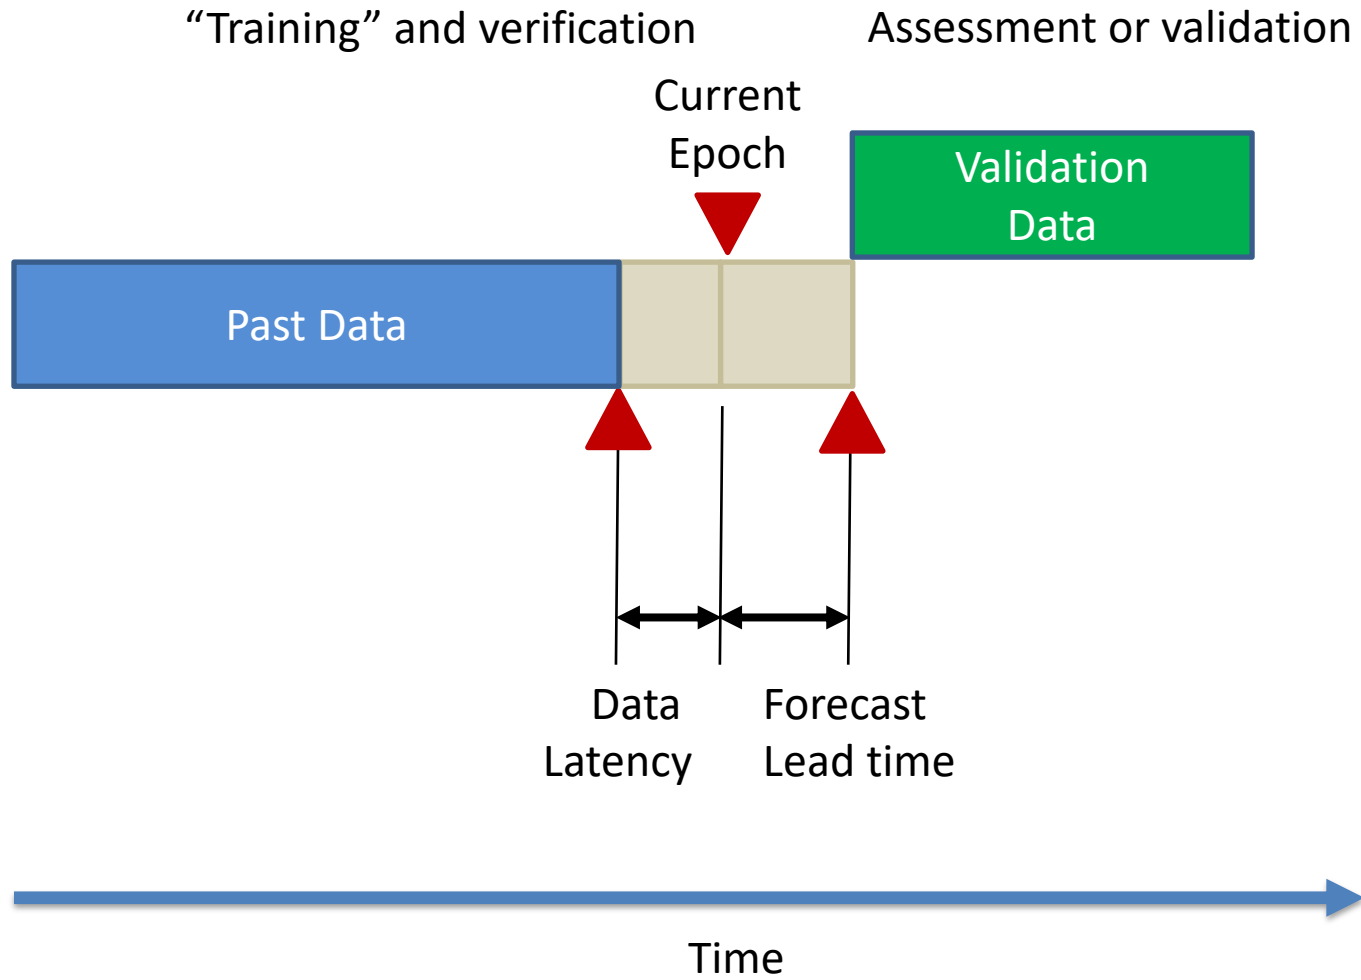 “Training” and verification
Assessment or validation
Current
Epoch
Validation
Data
Past Data
Data
Latency
Forecast
Lead time
Time